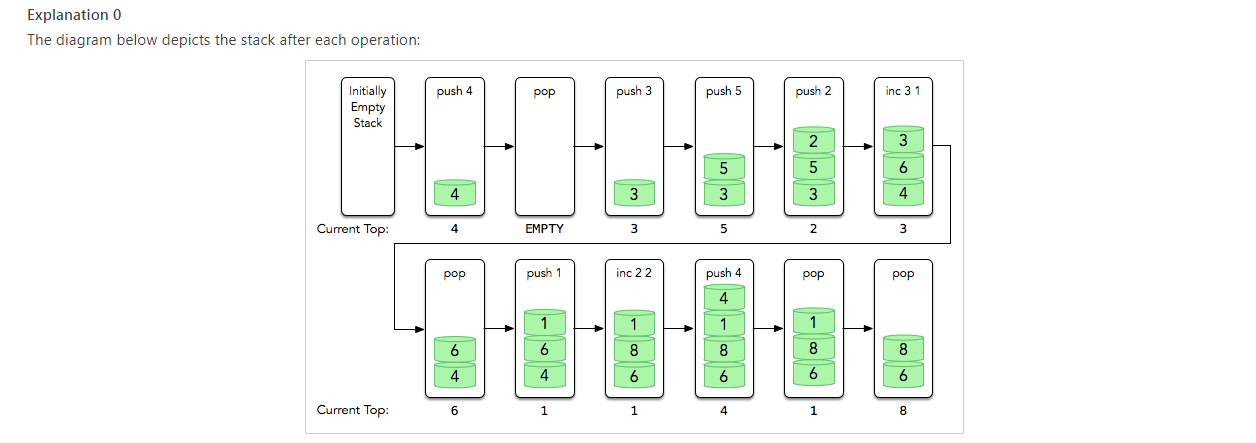 Explanation 0
The diagram below depicts the stack after each operation:
Initially
Empty
Stack
push 4
pop
push 3
push 5
push 2
inc 3 1
4
3
5
3
2
5
3
3
6
4
Current Top:
4
EMPTY
3
5
2
3
pop
push 1
inc 2 2
push 4
pop
pop
6
4
1
6
4
1
8
6
4
1
8
6
1
8
6
8
6
Current Top:
6
1
1
4
1
8